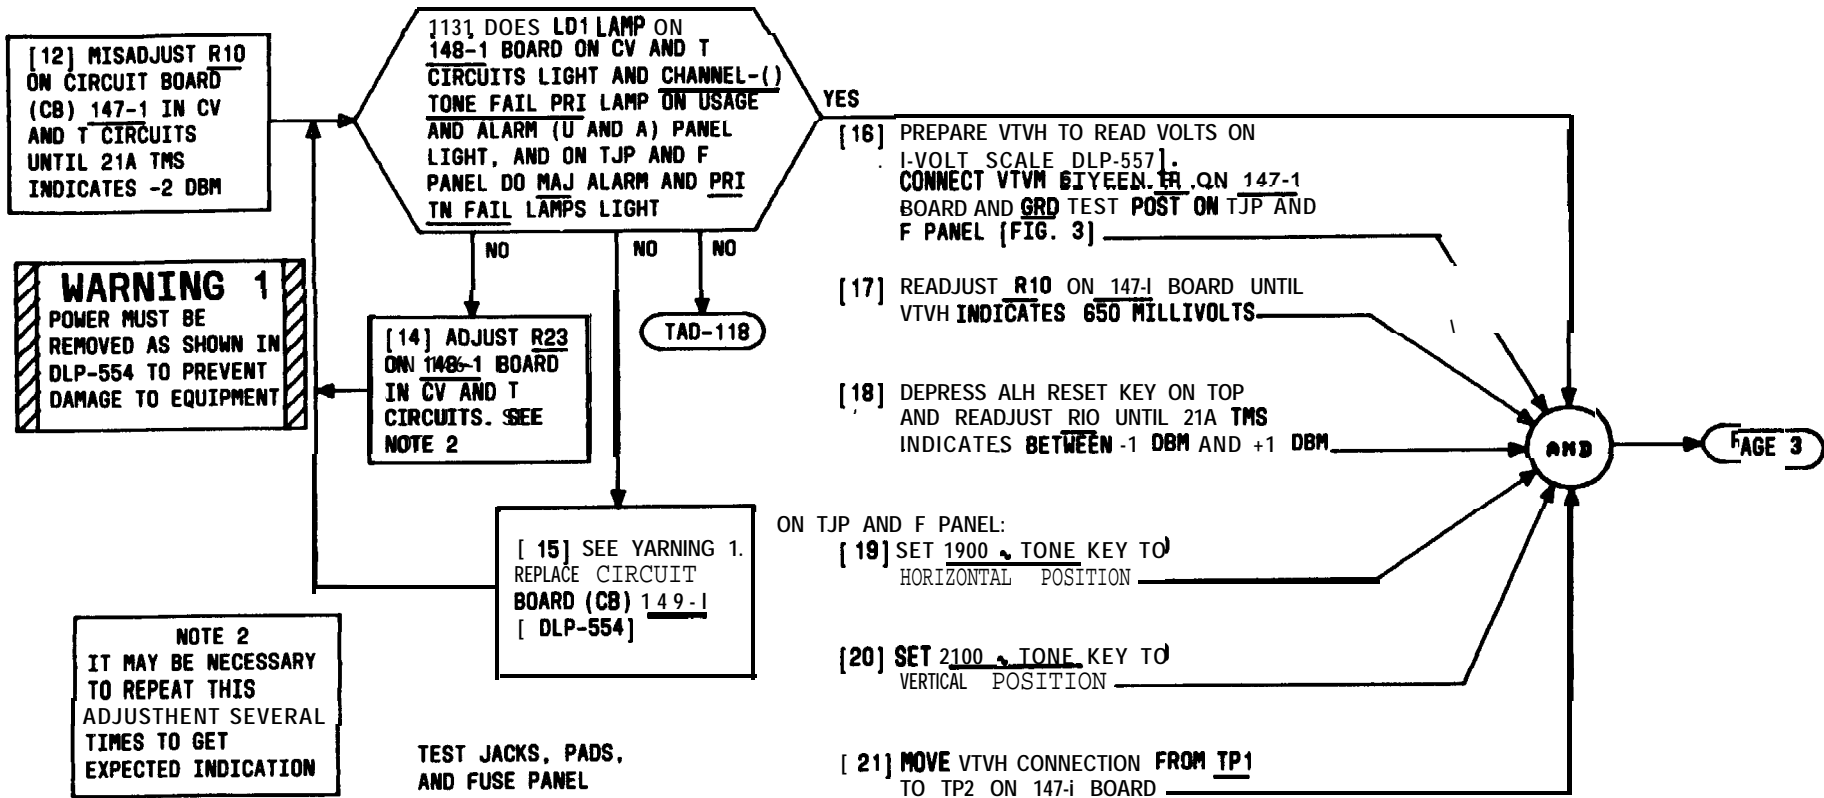 [12] MISADJUST R10
ON CIRCUIT BOARD
(CB) 147-1 IN CV
AND T CIRCUITS
UNTIL 21A TMS
INDICATES -2 DBM
1131 DOES LD1 LAMP ON
148-1 BOARD ON CV AND T
CIRCUITS LIGHT AND CHANNEL-()
TONE FAIL PRI LAMP ON USAGE
AND ALARM (U AND A) PANEL
LIGHT, AND ON TJP AND F
PANEL DO MAJ ALARM AND PRI
TN FAIL LAMPS LIGHT
YES
NO
NO
NO
WARNING 1
POWER MUST BE
REMOVED AS SHOWN IN
DLP-554 TO PREVENT
DAMAGE TO EQUIPMENT
[14] ADJUST R23
ON 148-1 BOARD
IN CV AND T
CIRCUITS. SEE
NOTE 2
TAD-118
[ 15] SEE YARNING 1.
REPLACE CIRCUIT
BOARD (CB) 149-I
[ DLP-554]
NOTE 2
IT MAY BE NECESSARY
TO REPEAT THIS
ADJUSTHENT SEVERAL
TIMES TO GET
EXPECTED INDICATION
TEST JACKS, PADS,
AND FUSE PANEL
[16] PREPARE VTVH TO READ VOLTS ON
I-VOLT SCALE DLP-557].
CONNECT VTVM ON 147-1
BOARD AND GRD TEST POST ON TJP AND
F PANEL [FIG. 3]
[17] READJUST R10 ON 147-I BOARD UNTIL
VTVH INDICATES 650 MILLIVOLTS
[18] DEPRESS ALH RESET KEY ON TOP
AND READJUST RIO UNTIL 21A TMS
INDICATES BETWEEN -1 DBM AND +1 DBM
ON TJP AND F PANEL:
[19] SET 1900 ~ TONE KEY TO
HORIZONTAL POSITION
[20] SET 2100 ~ TONE KEY TO
VERTICAL POSITION
[ 21] MOVE VTVH CONNECTION FROM TP1
TO TP2 ON 147-i BOARD
AND
PAGE 3